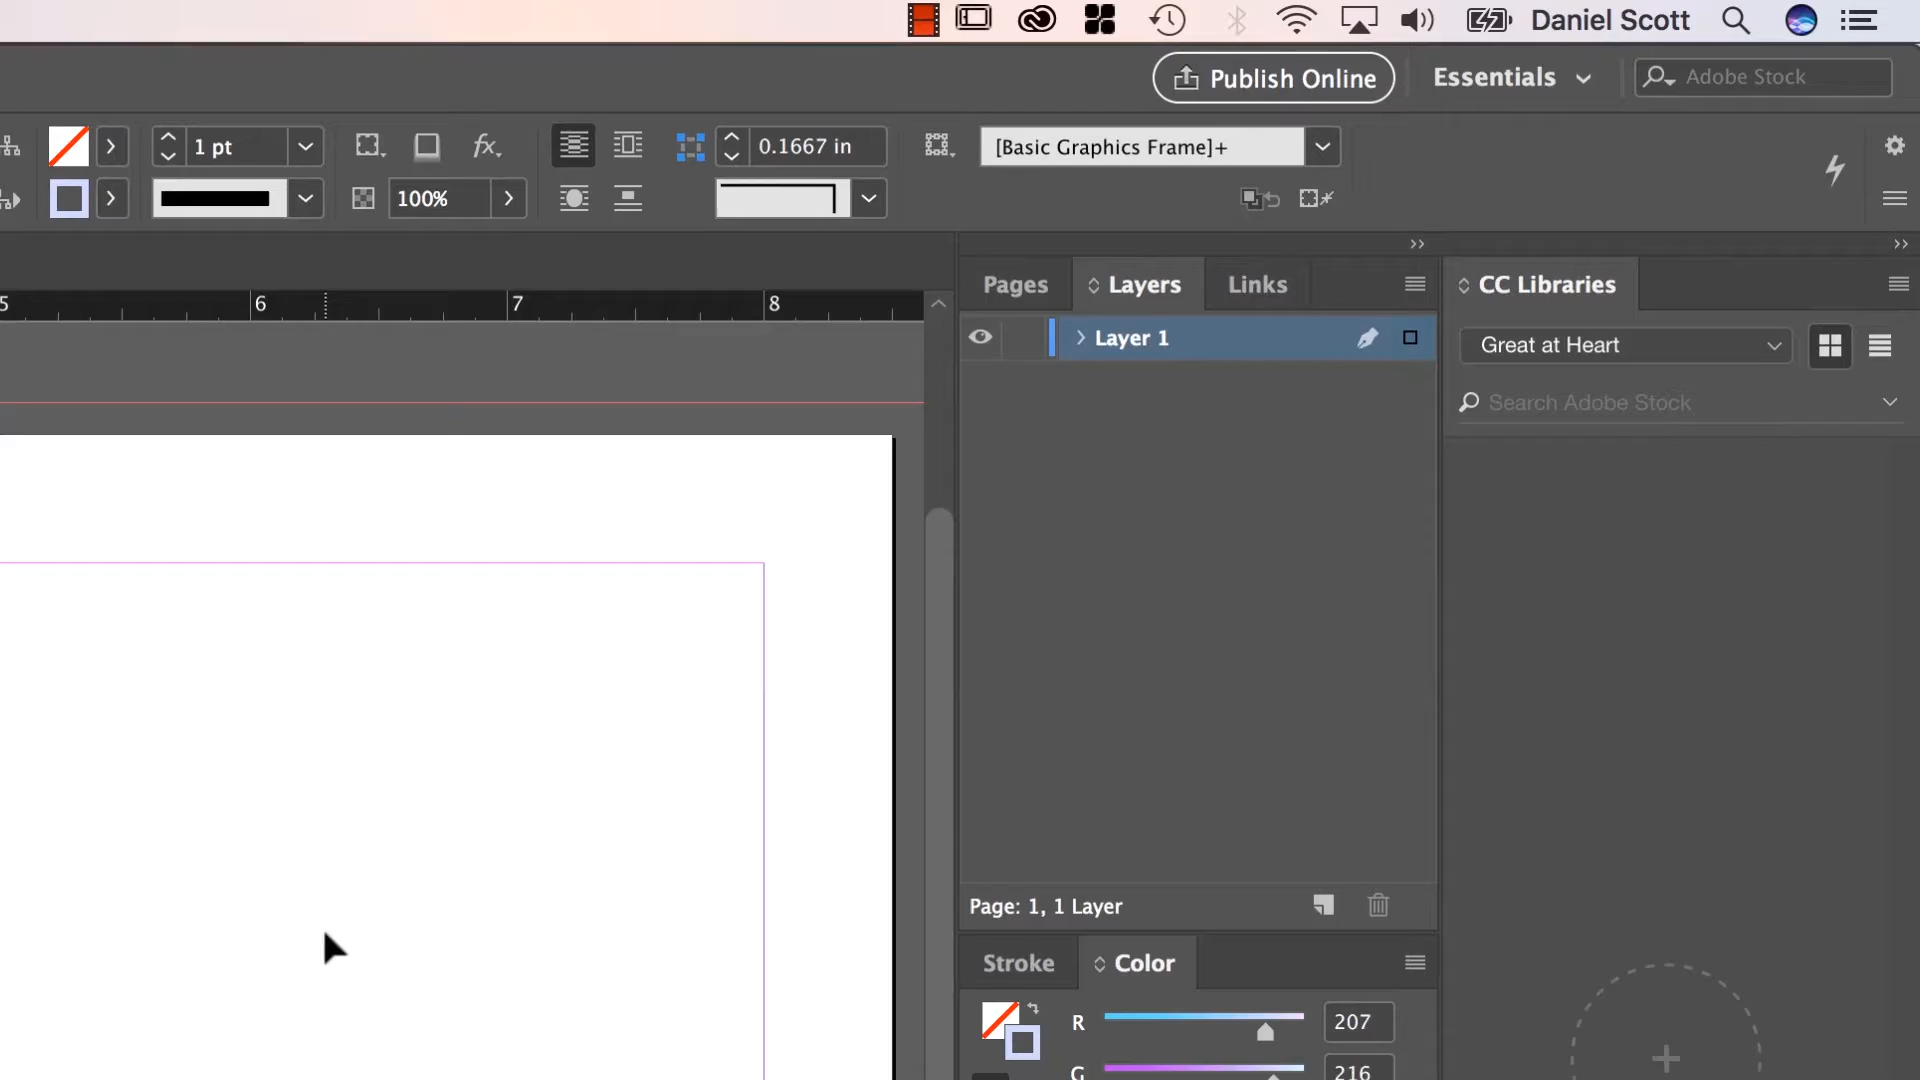 Daniel Scott
Publish Online
Essentials
Adobe Stock
1 pt
fx.
0.1667 in
[Basic Graphics Frame]+
100%
Pages
Layers
Links
CC Libraries
5
6
7
8
Layer 1
Great at Heart
Search Adobe Stock
Page: 1, 1 Layer
Stroke
Color
R
207
G
216